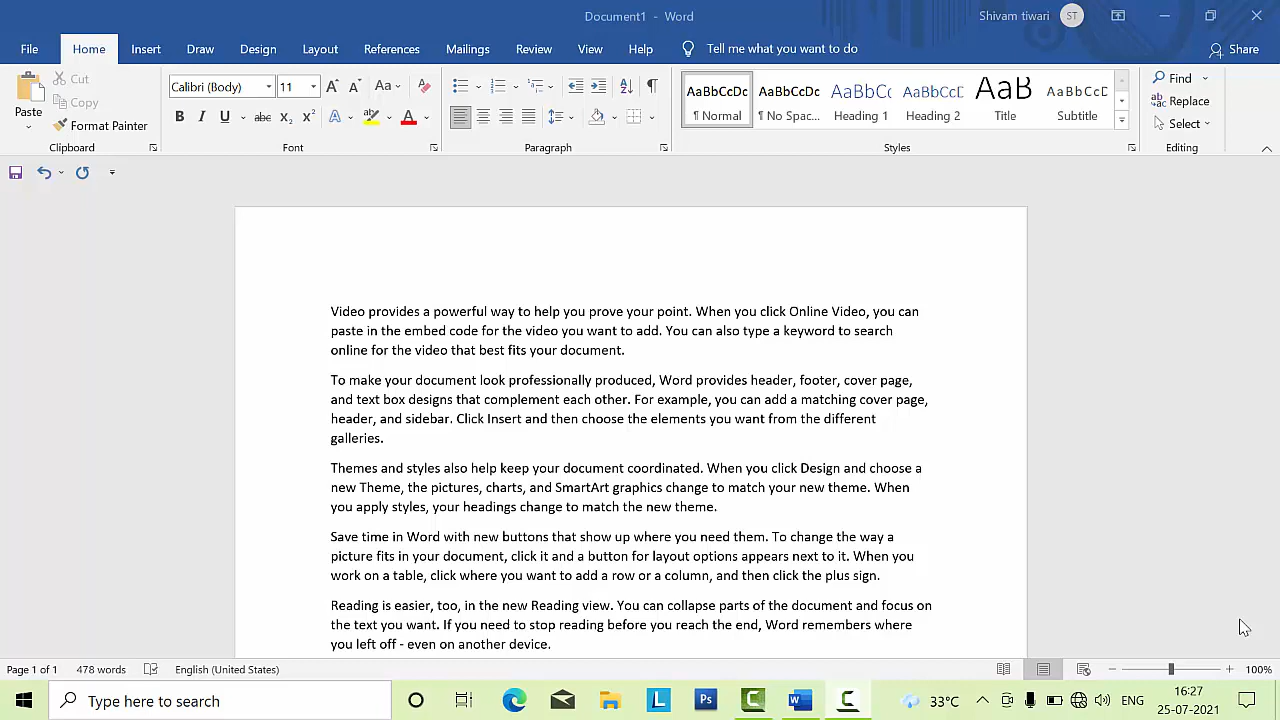 Document1 - Word
Shivam tiwari ST
File Home Insert Draw Design Layout References Mailings Review View Help Tell me what you want to do Share
Paste
Cut
Copy
Format Painter
Clipboard
Calibri (Body) 11
Font
Paragraph
AaBbCcDc AaBbCcDc AaBbCc AaBbCcD AaB AaBbCcD
¶ Normal ¶ No Spac... Heading 1 Heading 2 Title Subtitle
Styles
Find
Replace
Select
Editing
Video provides a powerful way to help you prove your point. When you click Online Video, you can
paste in the embed code for the video you want to add. You can also type a keyword to search
online for the video that best fits your document.
To make your document look professionally produced, Word provides header, footer, cover page,
and text box designs that complement each other. For example, you can add a matching cover page,
header, and sidebar. Click Insert and then choose the elements you want from the different
galleries.
Themes and styles also help keep your document coordinated. When you click Design and choose a
new Theme, the pictures, charts, and SmartArt graphics change to match your new theme. When
you apply styles, your headings change to match the new theme.
Save time in Word with new buttons that show up where you need them. To change the way a
picture fits in your document, click it and a button for layout options appears next to it. When you
work on a table, click where you want to add a row or a column, and then click the plus sign.
Reading is easier, too, in the new Reading view. You can collapse parts of the document and focus on
the text you want. If you need to stop reading before you reach the end, Word remembers where
you left off - even on another device.
Page 1 of 1 478 words English (United States) 100%
Type here to search
33°C ENG
16:27
25-07-2021